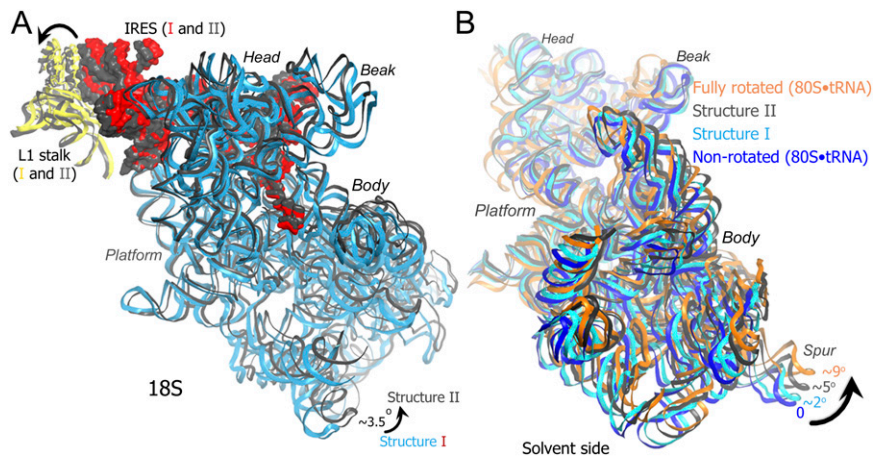 A
IRES (I and II)
Head
Beak
L1 stalk
(I and II)
Body
Platform
18S
Structure II
~3.5°
Structure I
B
Head
Beak
Fully rotated (80S•tRNA)
Structure II
Structure I
Non-rotated (80S•tRNA)
Platform
Body
Spur
~9°
~5°
~2°
0
Solvent side